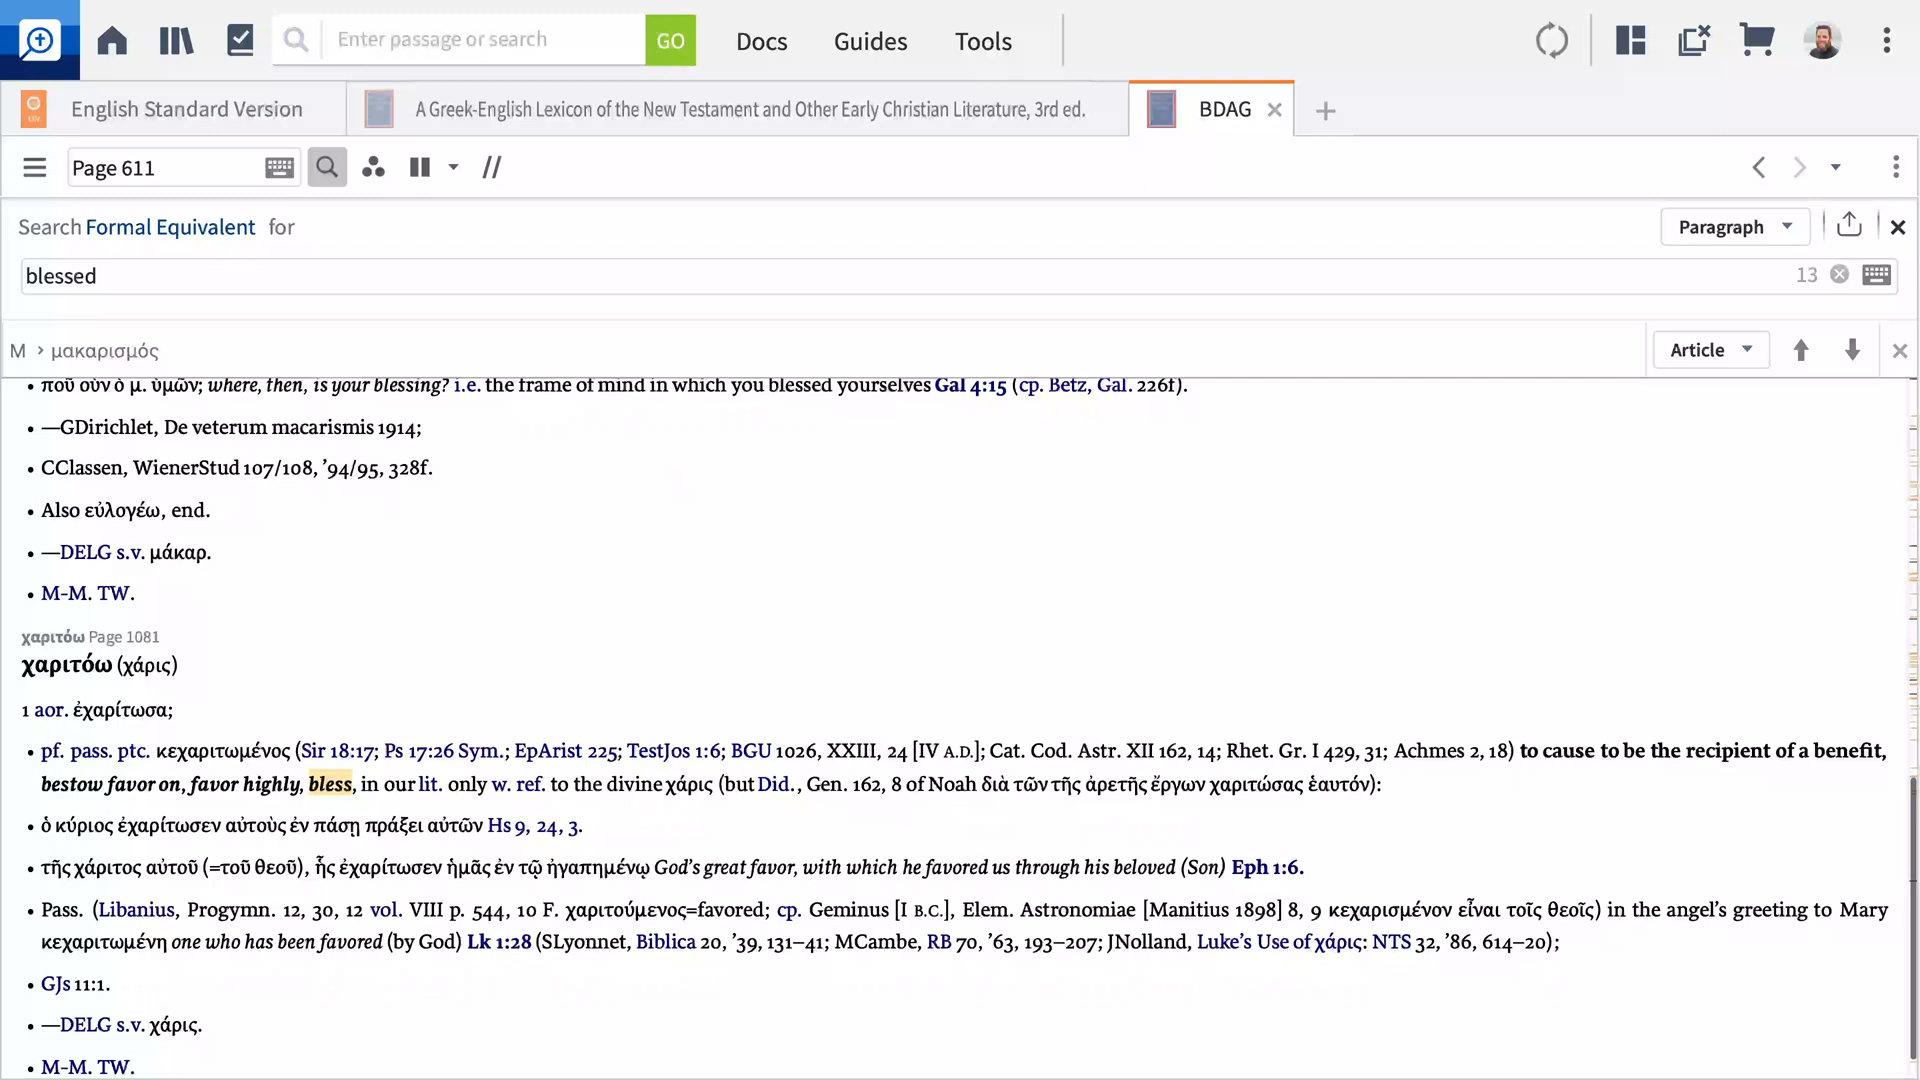 Enter passage or search
GO
Docs
Guides
Tools
English Standard Version
A Greek-English Lexicon of the New Testament and Other Early Christian Literature, 3rd ed.
BDAG
Page 611
Search Formal Equivalent for
Paragraph
blessed
13
M › μακαρισμός
Article
• ποῦ οὖν ὁ μ. ὑμῶν; where, then, is your blessing? i.e. the frame of mind in which you blessed yourselves Gal 4:15 (cp. Betz, Gal. 226f).
• —GDirichlet, De veterum macarismis 1914;
• CClassen, WienerStud 107/108, ’94/95, 328f.
• Also εὐλογέω, end.
• —DELG s.v. μάκαρ.
• M-M. TW.
χαριτόω Page 1081
χαριτόω (χάρις)
1 aor. ἐχαρίτωσα;
• pf. pass. ptc. κεχαριτωμένος (Sir 18:17; Ps 17:26 Sym.; EpArist 225; TestJos 1:6; BGU 1026, XXIII, 24 [IV A.D.]; Cat. Cod. Astr. XII 162, 14; Rhet. Gr. I 429, 31; Achmes 2, 18) to cause to be the recipient of a benefit,
bestow favor on, favor highly, bless, in our lit. only w. ref. to the divine χάρις (but Did., Gen. 162, 8 of Noah διὰ τῶν τῆς ἀρετῆς ἔργων χαριτώσας ἑαυτόν):
• ὁ κύριος ἐχαρίτωσεν αὐτοὺς ἐν πάσῃ πράξει αὐτῶν Hs 9, 24, 3.
• τῆς χάριτος αὐτοῦ (=τοῦ θεοῦ), ἧς ἐχαρίτωσεν ἡμᾶς ἐν τῷ ἠγαπημένῳ God’s great favor, with which he favored us through his beloved (Son) Eph 1:6.
• Pass. (Libanius, Progymn. 12, 30, 12 vol. VIII p. 544, 10 F. χαριτούμενος=favored; cp. Geminus [I B.C.], Elem. Astronomiae [Manitius 1898] 8, 9 κεχαρισμένον εἶναι τοῖς θεοῖς) in the angel’s greeting to Mary
κεχαριτωμένη one who has been favored (by God) Lk 1:28 (SLyonnet, Biblica 20, ’39, 131–41; MCambe, RB 70, ’63, 193–207; JNolland, Luke’s Use of χάρις: NTS 32, ’86, 614–20);
• GJs 11:1.
• —DELG s.v. χάρις.
• M-M. TW.